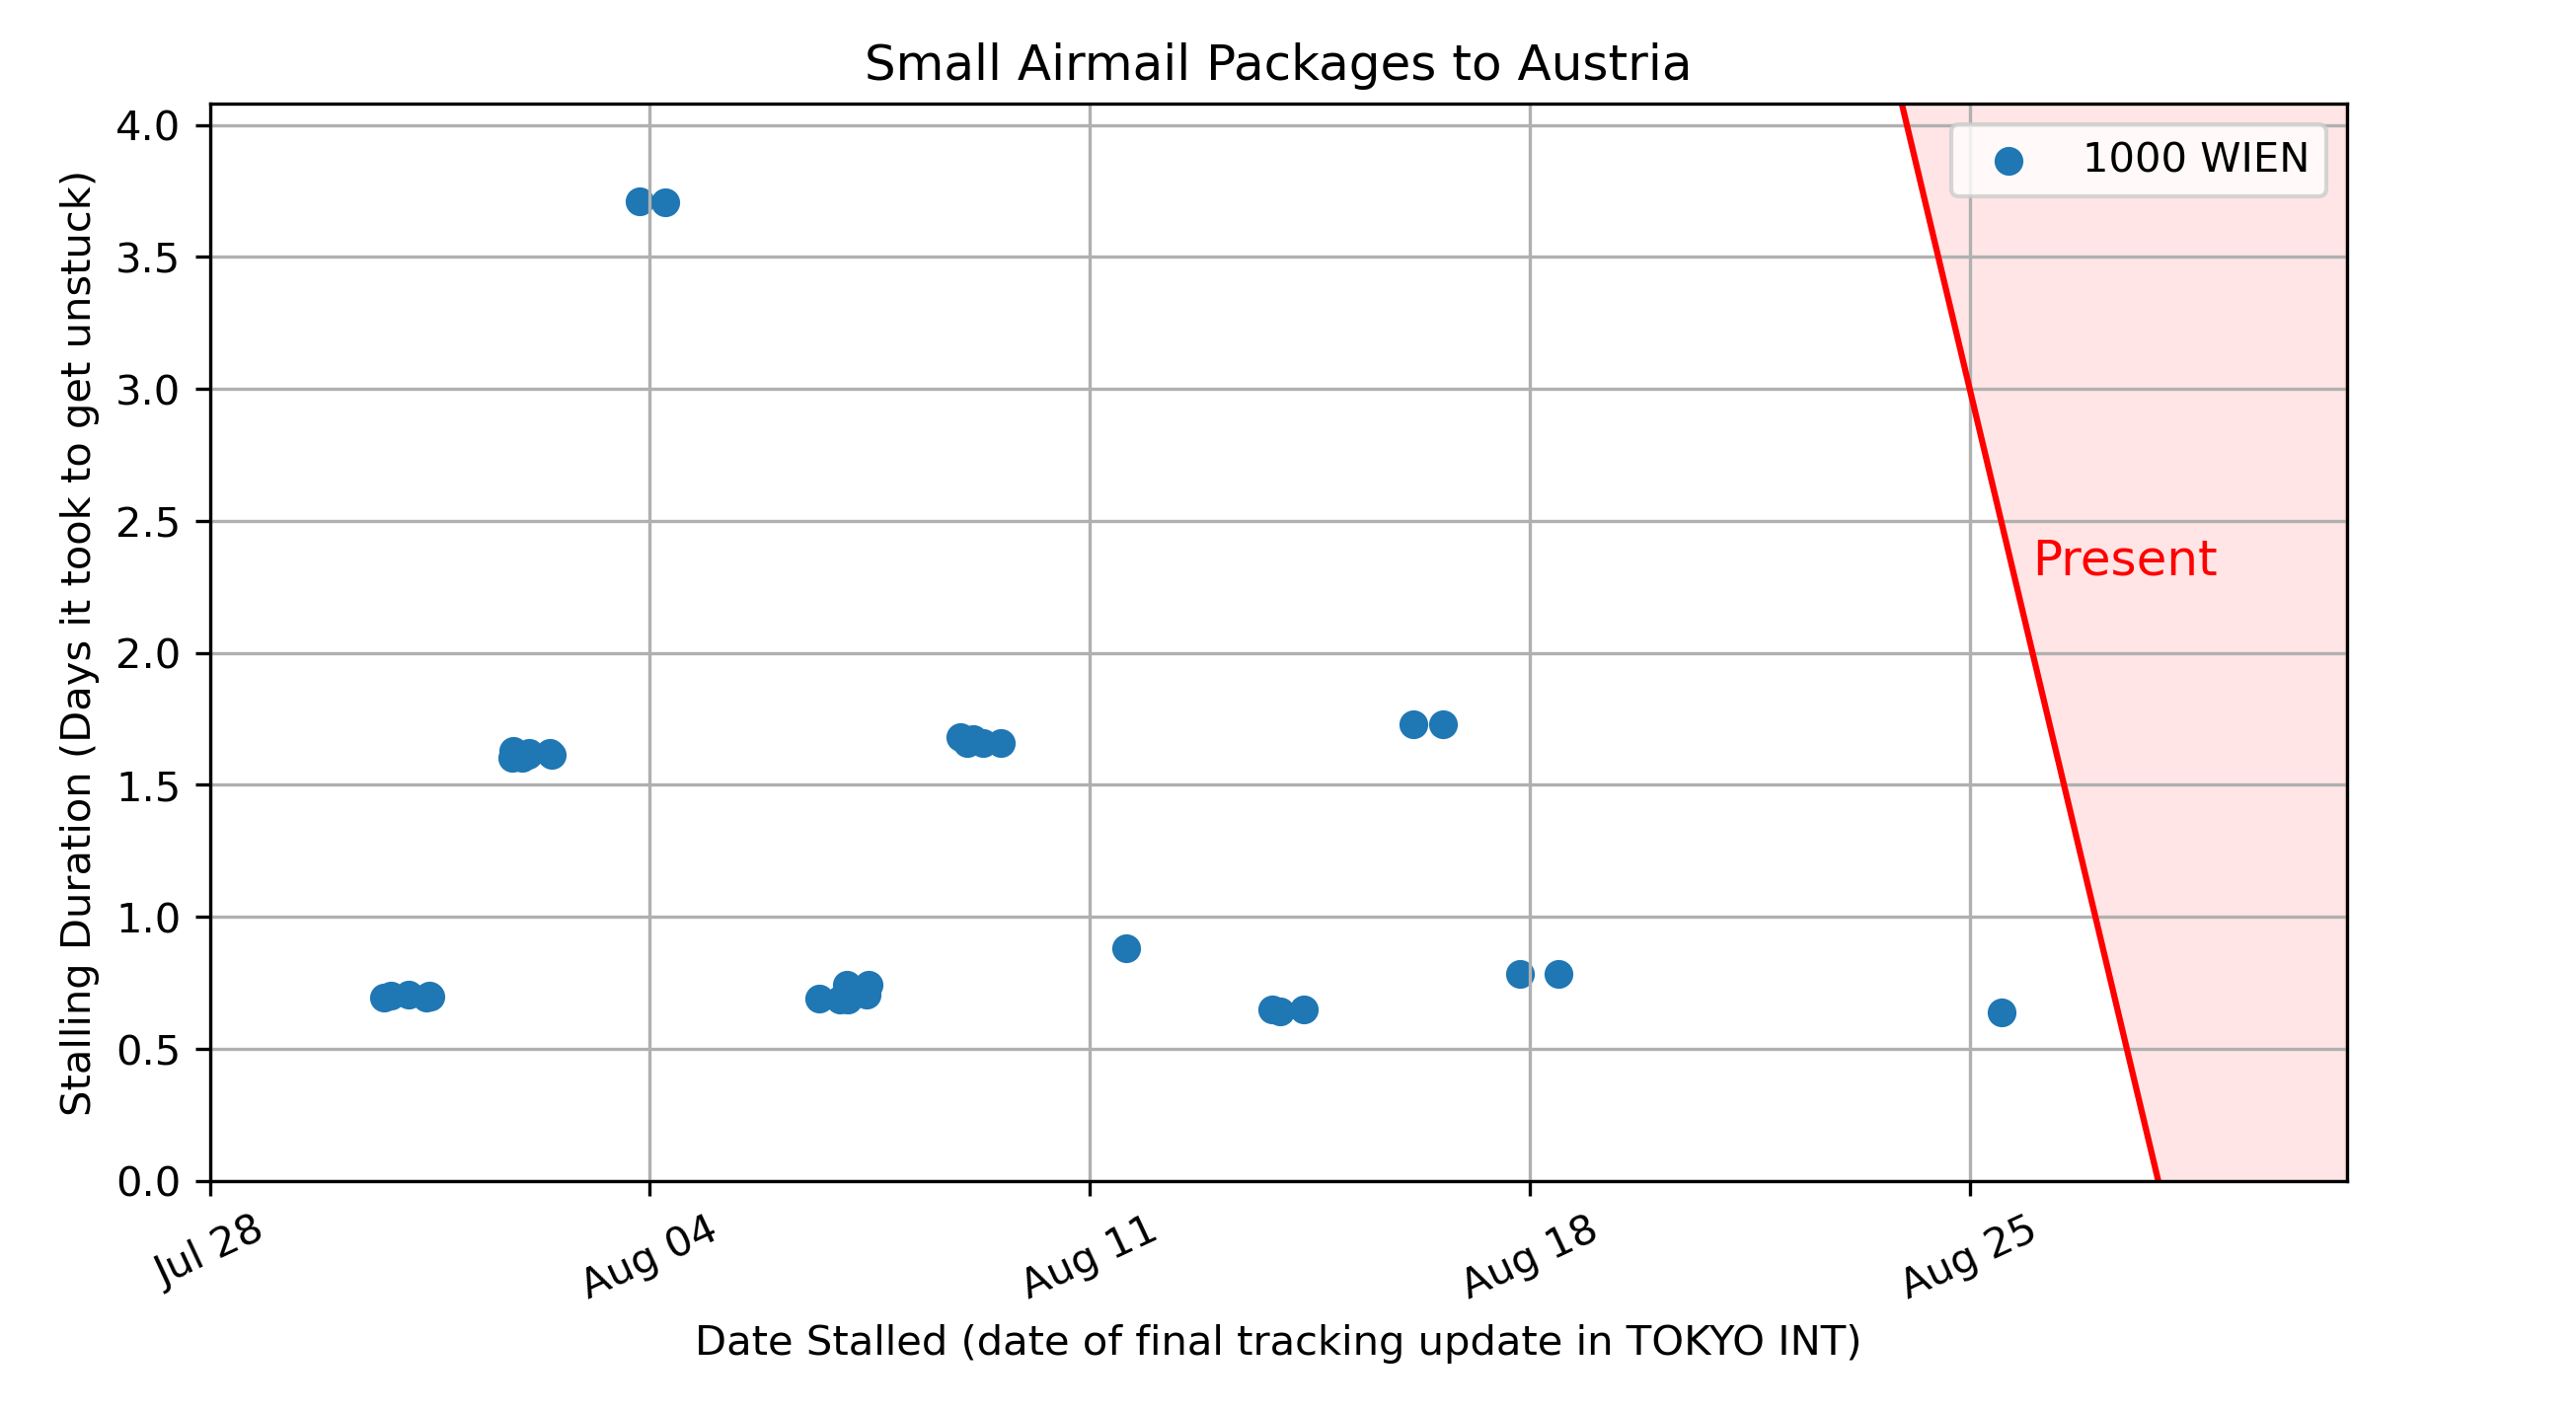 Small Airmail Packages to Austria
Stalling Duration (Days it took to get unstuck)
4.0
3.5
3.0
2.5
2.0
1.5
1.0
0.5
0.0
1000 WIEN
Present
Jul 28
Aug 04
Aug 11
Aug 18
Aug 25
Date Stalled (date of final tracking update in TOKYO INT)